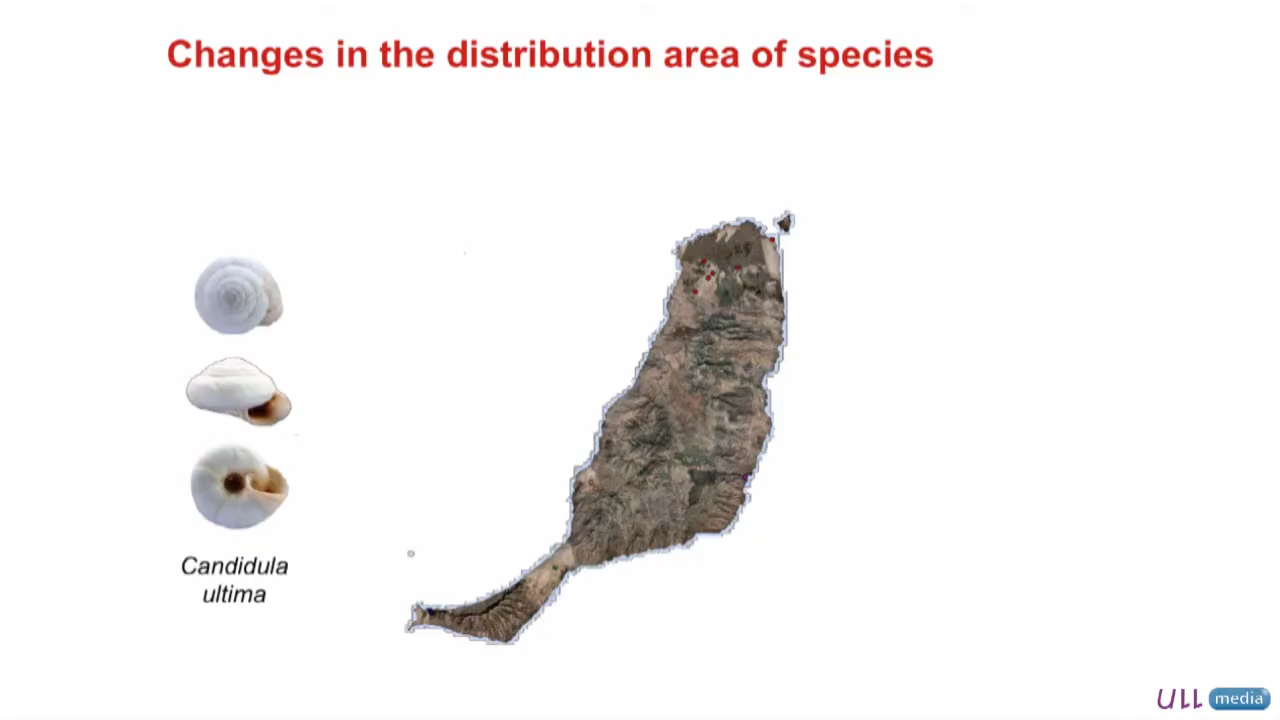 Changes in the distribution area of species
Candidula
ultima
ULL media